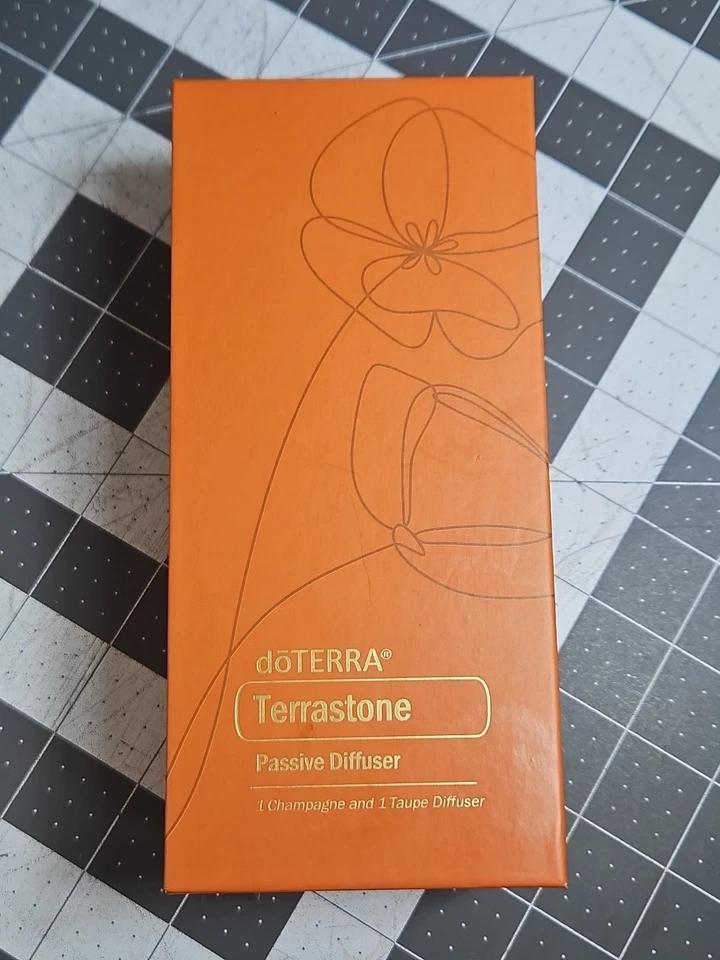 dōTERRA®
Terrastone
Passive Diffuser
1 Champagne and 1 Taupe Diffuser